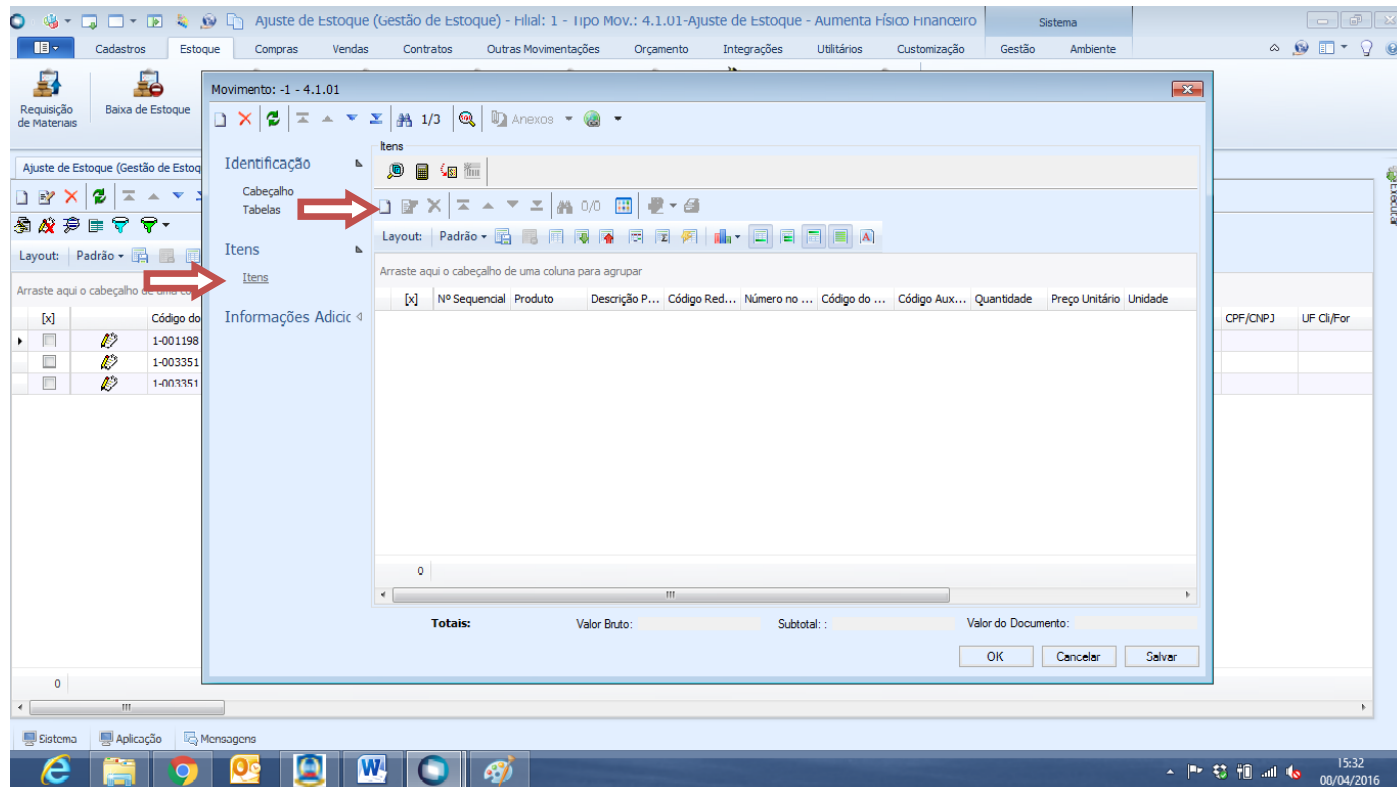 Ajuste de Estoque (Gestão de Estoque) - Filial: 1 - Tipo Mov.: 4.1.01-Ajuste de Estoque - Aumenta Físico Financeiro
Sistema
Cadastros Estoque Compras Vendas Contratos Outras Movimentações Orçamento Integrações Utilitários Customização Gestão Ambiente
Requisição
de Materiais
Baixa de Estoque
Movimento: -1 - 4.1.01
1/3 Anexos
Ajuste de Estoque (Gestão de Estoq
Executar
Identificação
Cabeçalho
Tabelas
Itens
Itens
Informações Adicic
Itens
0/0
Layout: Padrão
Arraste aqui o cabeçalho de uma coluna para agrupar
[x] Nº Sequencial Produto Descrição P... Código Red... Número no ... Código do ... Código Aux... Quantidade Preço Unitário Unidade
0
Totais: Valor Bruto: Subtotal: : Valor do Documento:
OK Cancelar Salvar
Layout: Padrão
Arraste aqui o cabeçalho de uma col
[x] Código do CPF/CNPJ UF Cli/For
1-001198
1-003351
1-003351
0
Sistema Aplicação Mensagens
15:32
08/04/2016